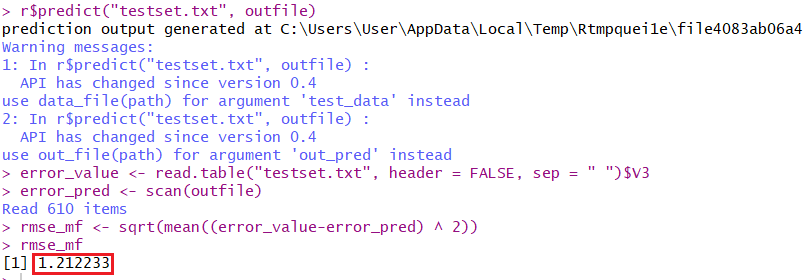 > r$predict("testset.txt", outfile)
prediction output generated at C:\Users\User\AppData\Local\Temp\Rtmpquei1e\file4083ab06a4
Warning messages:
1: In r$predict("testset.txt", outfile) :
  API has changed since version 0.4
use data_file(path) for argument 'test_data' instead
2: In r$predict("testset.txt", outfile) :
  API has changed since version 0.4
use out_file(path) for argument 'out_pred' instead
> error_value <- read.table("testset.txt", header = FALSE, sep = " ")$V3
> error_pred <- scan(outfile)
Read 610 items
> rmse_mf <- sqrt(mean((error_value-error_pred) ^ 2))
> rmse_mf
[1] 1.212233
>